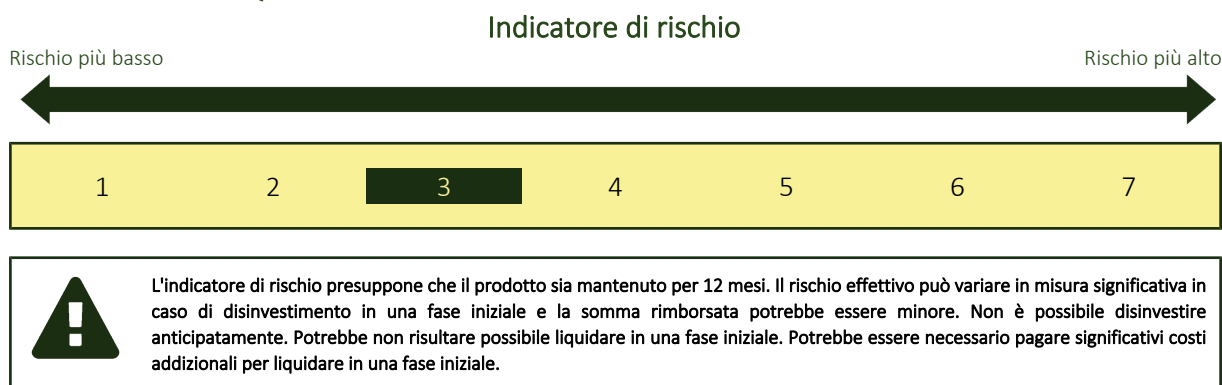 Indicatore di rischio
Rischio più basso
Rischio più alto
1 2 3 4 5 6 7
L'indicatore di rischio presuppone che il prodotto sia mantenuto per 12 mesi. Il rischio effettivo può variare in misura significativa in
caso di disinvestimento in una fase iniziale e la somma rimborsata potrebbe essere minore. Non è possibile disinvestire
anticipatamente. Potrebbe non risultare possibile liquidare in una fase iniziale. Potrebbe essere necessario pagare significativi costi
addizionali per liquidare in una fase iniziale.